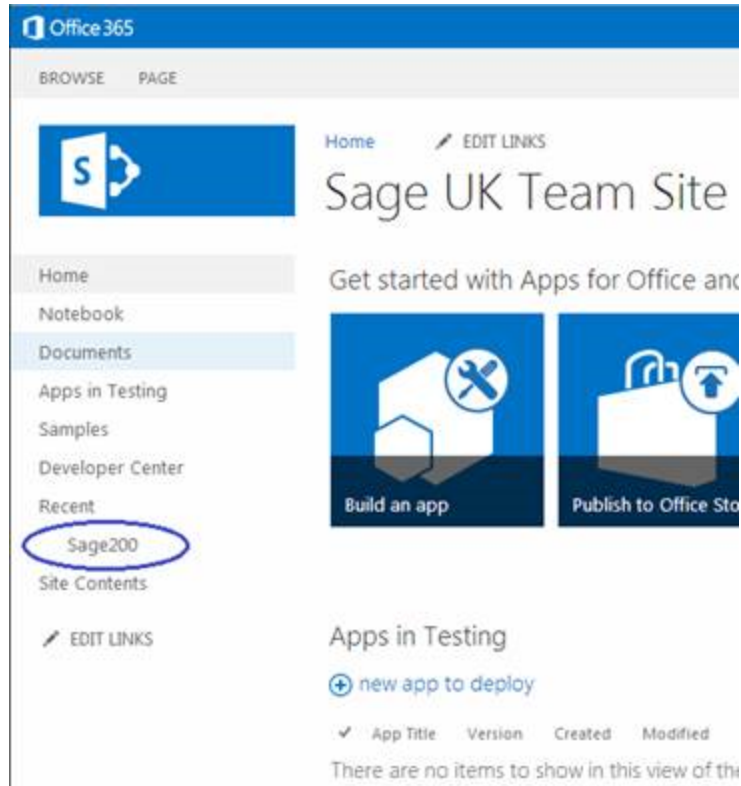 Office 365
BROWSE PAGE
S
Home EDIT LINKS
Sage UK Team Site
Home
Notebook
Documents
Apps in Testing
Samples
Developer Center
Recent
Sage200
Site Contents
EDIT LINKS
Get started with Apps for Office and
Build an app
Publish to Office Sto
Apps in Testing
new app to deploy
App Title Version Created Modified
There are no items to show in this view of the